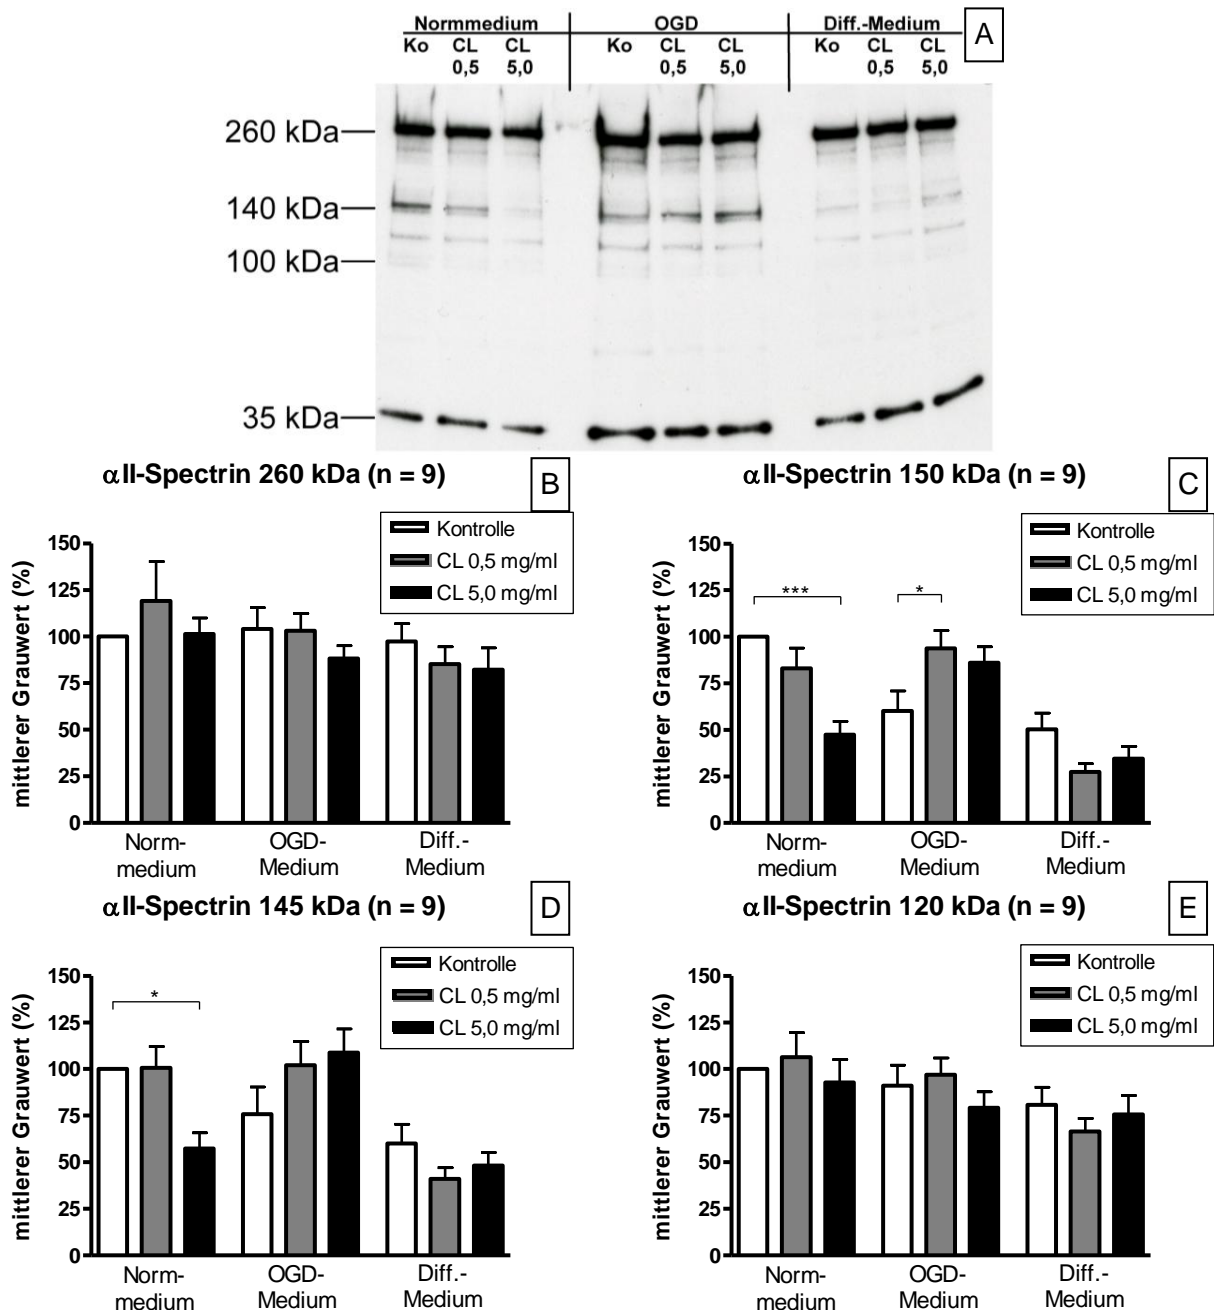 Normmedium OGD Diff.-Medium A
Ko CL CL Ko CL CL Ko CL CL
0,5 5,0 0,5 5,0 0,5 5,0
260 kDa
140 kDa
100 kDa
35 kDa
αII-Spectrin 260 kDa (n = 9) B
Kontrolle
CL 0,5 mg/ml
CL 5,0 mg/ml
mittlerer Grauwert (%)
150
125
100
75
50
25
0
Norm-
medium
OGD-
Medium
Diff.-
Medium
αII-Spectrin 150 kDa (n = 9) C
Kontrolle
CL 0,5 mg/ml
CL 5,0 mg/ml
mittlerer Grauwert (%)
150
125
100
75
50
25
0
*** *
Norm-
medium
OGD-
Medium
Diff.-
Medium
αII-Spectrin 145 kDa (n = 9) D
Kontrolle
CL 0,5 mg/ml
CL 5,0 mg/ml
mittlerer Grauwert (%)
150
125
100
75
50
25
0
*
Norm-
medium
OGD-
Medium
Diff.-
Medium
αII-Spectrin 120 kDa (n = 9) E
Kontrolle
CL 0,5 mg/ml
CL 5,0 mg/ml
mittlerer Grauwert (%)
150
125
100
75
50
25
0
Norm-
medium
OGD-
Medium
Diff.-
Medium